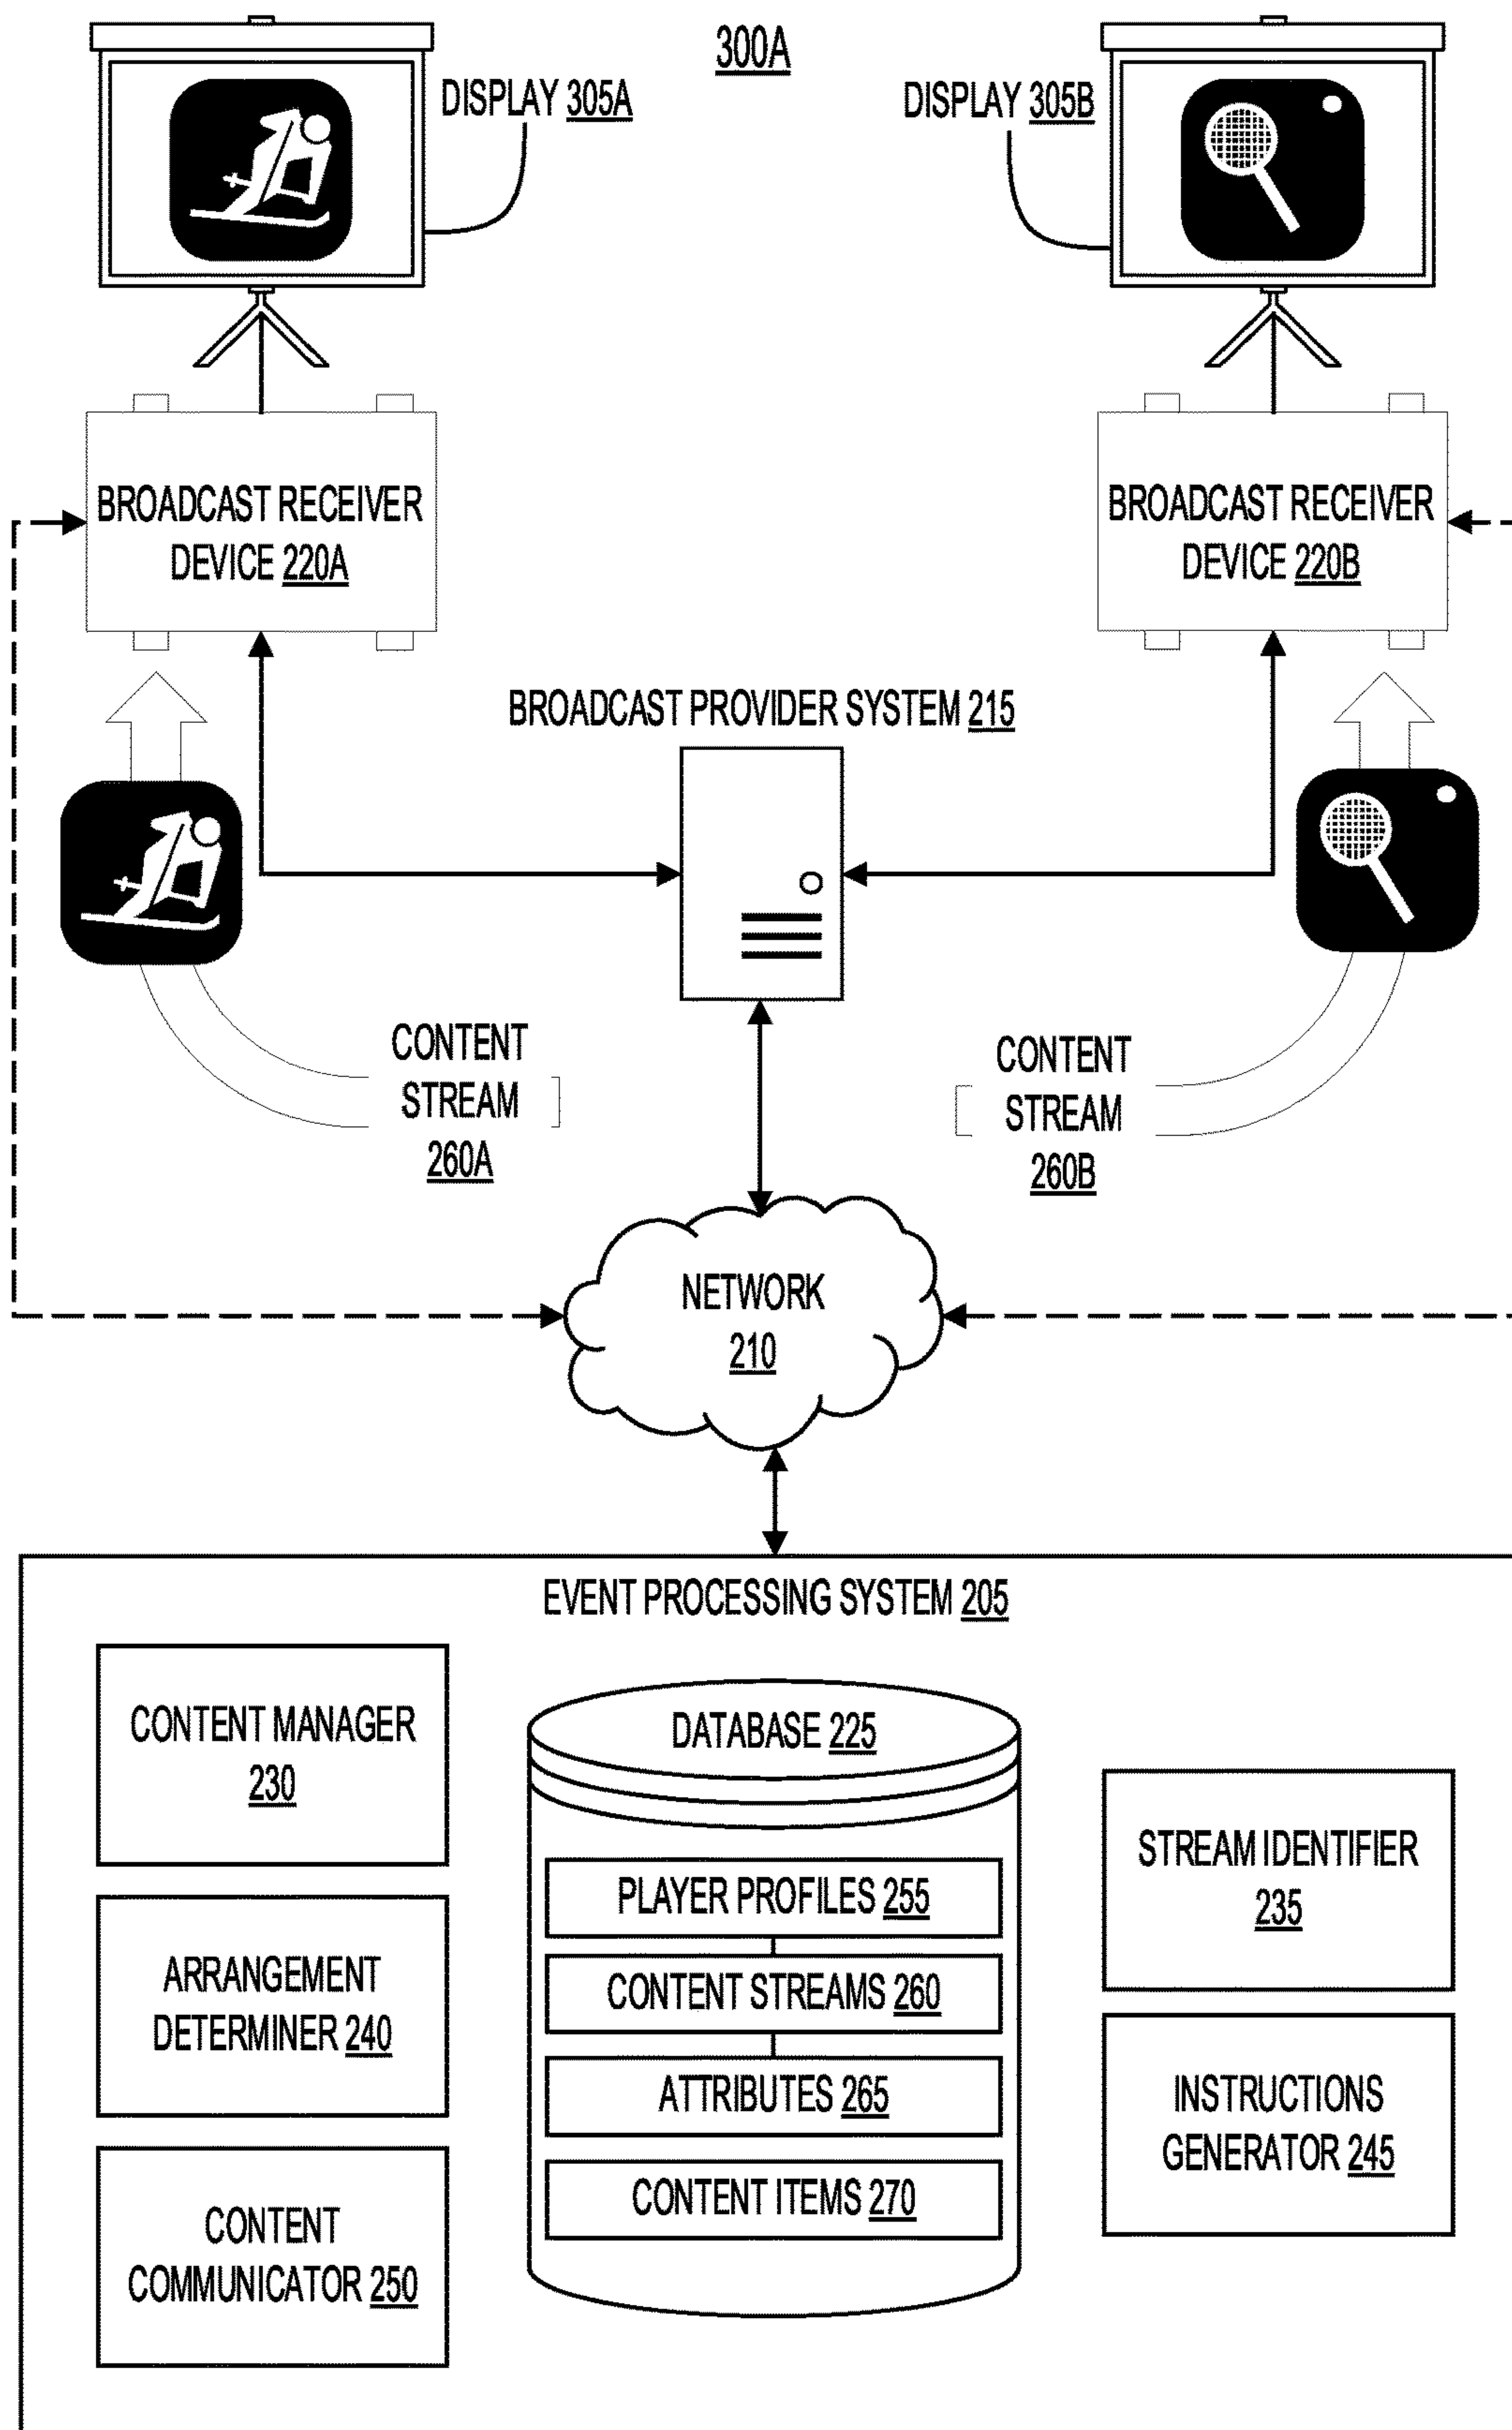 300A
DISPLAY 305A
DISPLAY 305B
BROADCAST RECEIVER
DEVICE 220A
BROADCAST RECEIVER
DEVICE 220B
BROADCAST PROVIDER SYSTEM 215
CONTENT
STREAM
260A
CONTENT
STREAM
260B
NETWORK
210
EVENT PROCESSING SYSTEM 205
CONTENT MANAGER
230
ARRANGEMENT
DETERMINER 240
CONTENT
COMMUNICATOR 250
DATABASE 225
PLAYER PROFILES 255
CONTENT STREAMS 260
ATTRIBUTES 265
CONTENT ITEMS 270
STREAM IDENTIFIER
235
INSTRUCTIONS
GENERATOR 245